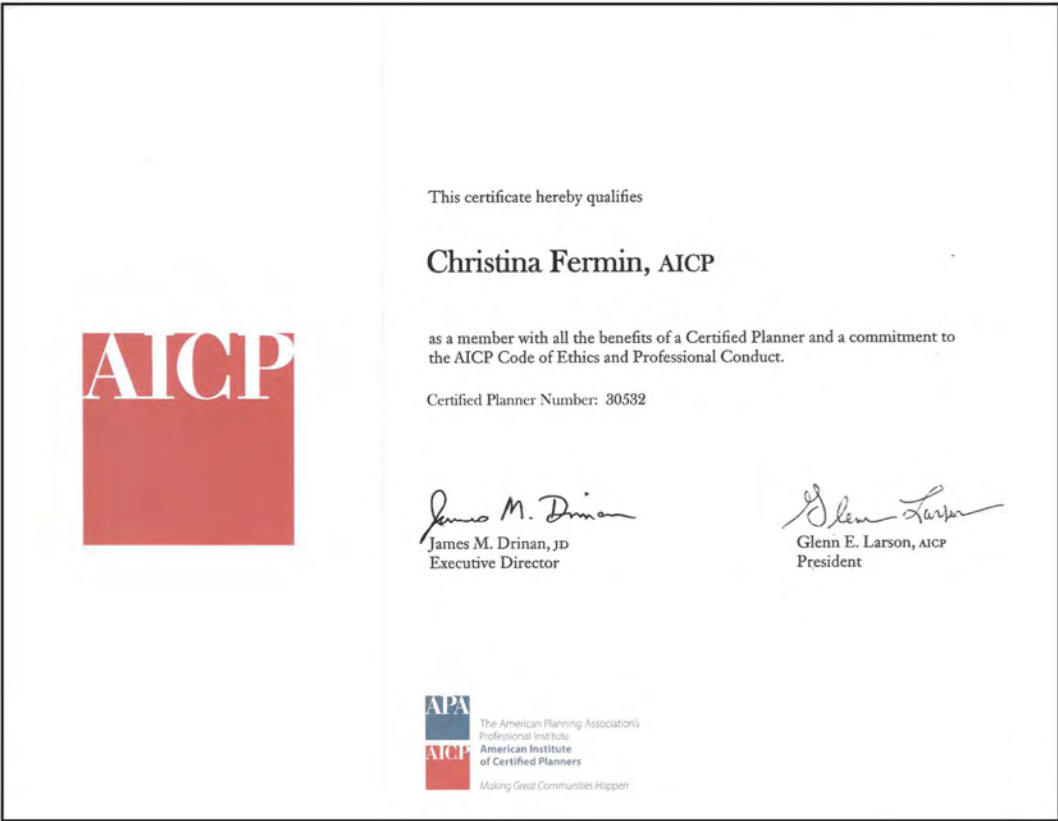 AICP
This certificate hereby qualifies
Christina Fermin, AICP
as a member with all the benefits of a Certified Planner and a commitment to
the AICP Code of Ethics and Professional Conduct.
Certified Planner Number: 30532
James M. Drinan
James M. Drinan, JD
Executive Director
Glenn Larson
Glenn E. Larson, AICP
President
APA
The American Planning Association's
Professional Institute
AICP
American Institute
of Certified Planners
Making Great Communities Happen